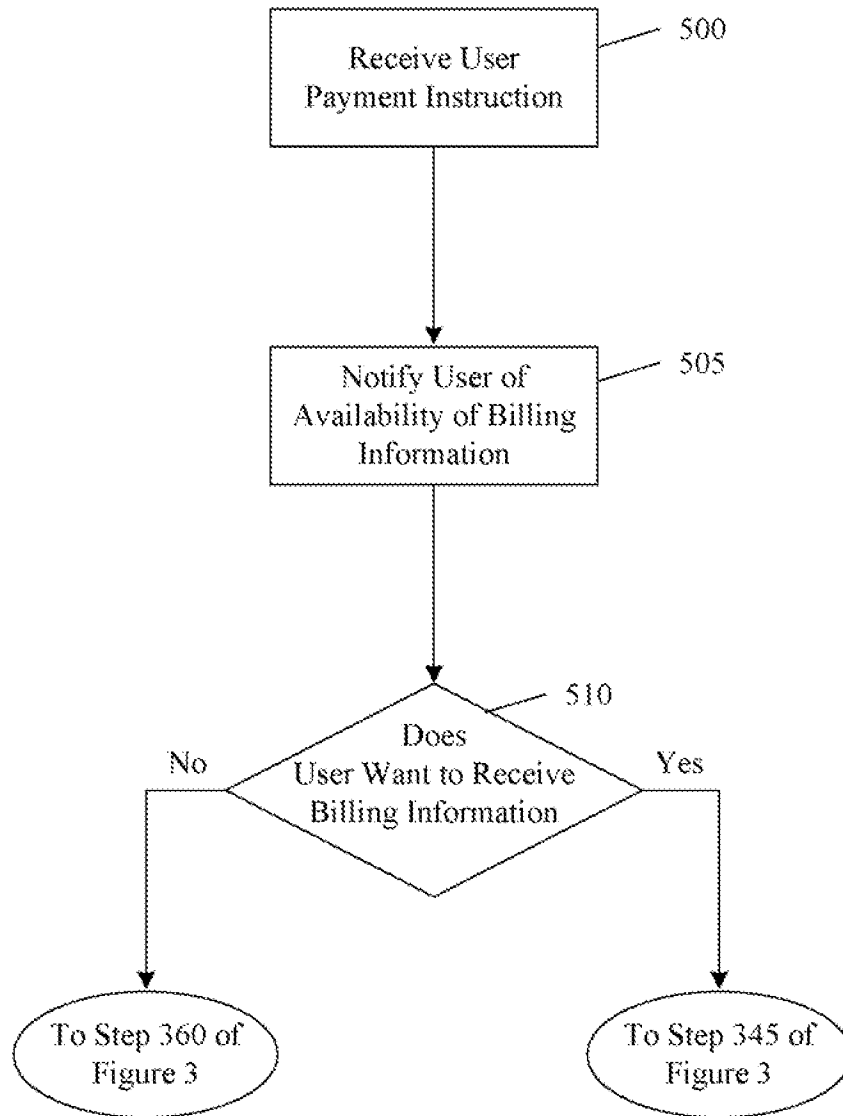 500
Receive User
Payment Instruction
505
Notify User of
Availability of Billing
Information
510
Does
User Want to Receive
Billing Information
No
Yes
To Step 360 of
Figure 3
To Step 345 of
Figure 3